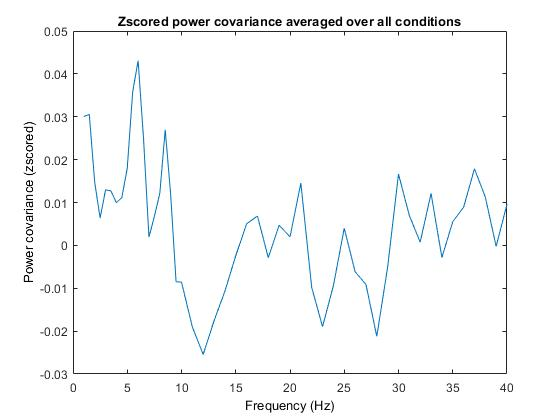 Zscored power covariance averaged over all conditions
0.05
0.04
0.03
0.02
0.01
0
-0.01
-0.02
-0.03
Power covariance (zscored)
0 5 10 15 20 25 30 35 40
Frequency (Hz)